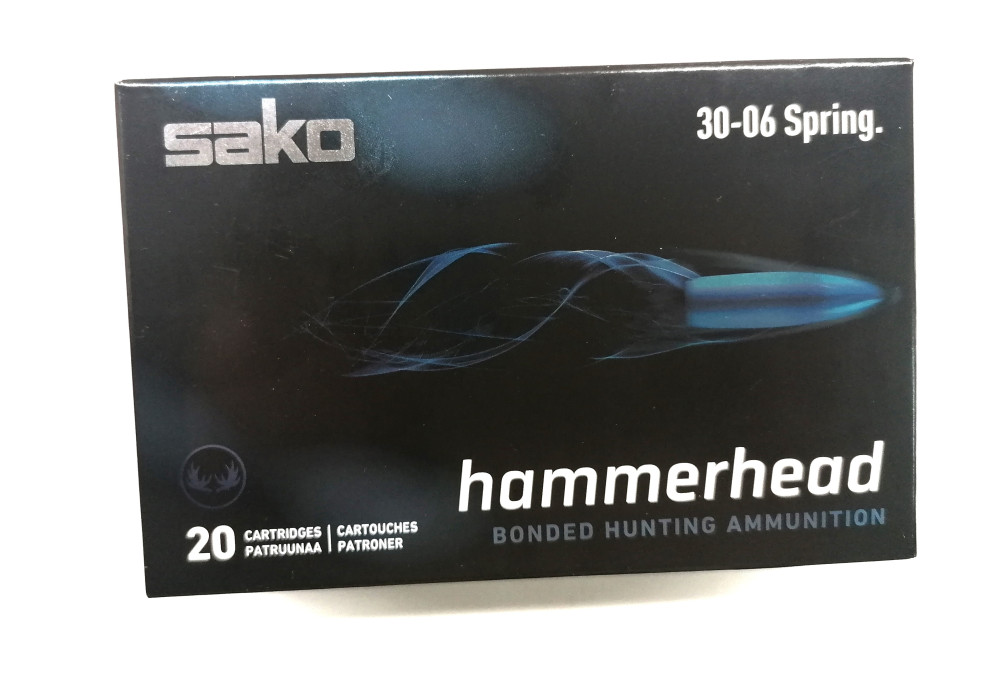 sako
30-06 Spring.
hammerhead
BONDED HUNTING AMMUNITION
20 CARTRIDGES | CARTOUCHES
PATRUUNAA | PATRONER